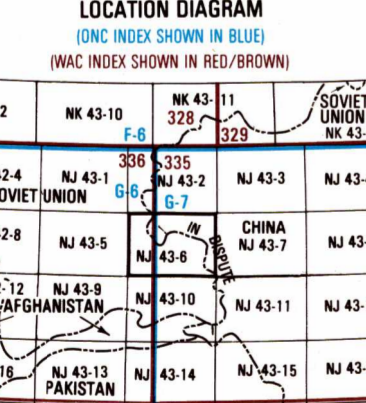 LOCATION DIAGRAM
(ONC INDEX SHOWN IN BLUE)
(WAC INDEX SHOWN IN RED/BROWN)
2
NK 43-10
NK 43-11
SOVIET
UNION
NK 43-
328
329
F-6
336
335
2-4
NJ 43-1
NJ 43-2
NJ 43-3
NJ 43-
OVIET UNION
G-6
G-7
2-8
NJ 43-5
NJ 43-6
IN DISPUTE
CHINA
NJ 43-7
NJ 43-
2-12
NJ 43-9
NJ 43-10
NJ 43-11
NJ 43-
AFGHANISTAN
16
NJ 43-13
NJ 43-14
NJ 43-15
NJ 43-
PAKISTAN